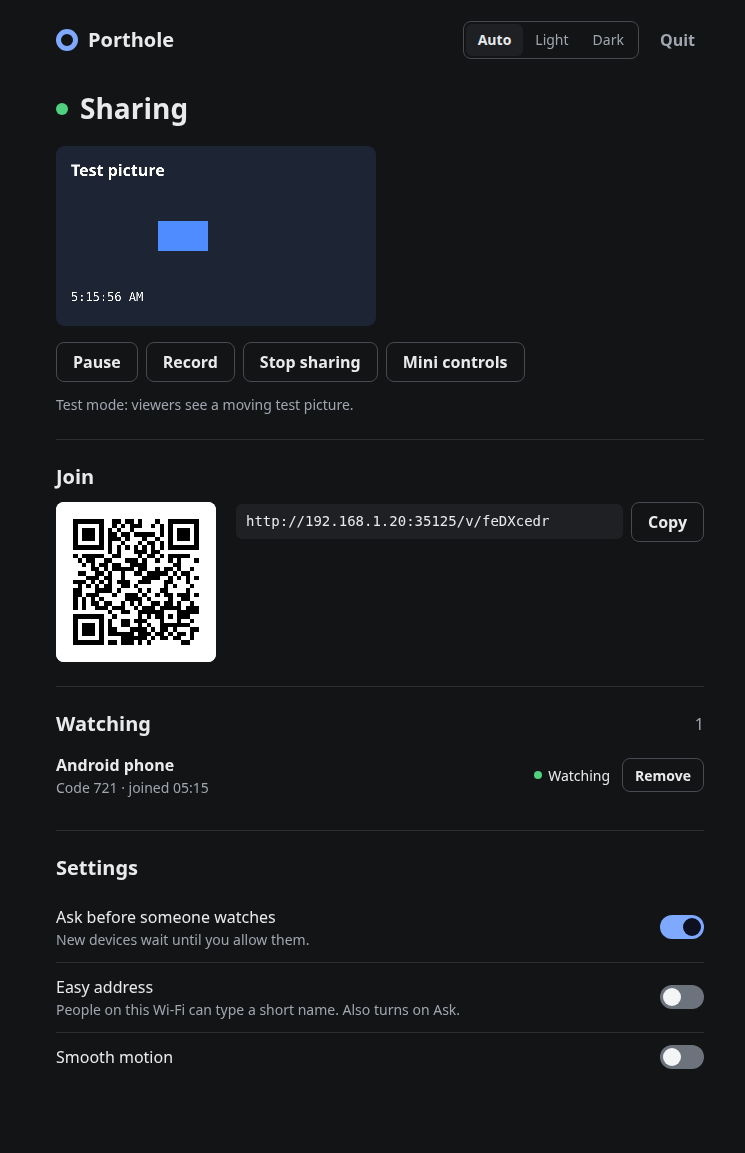 Porthole
Auto Light Dark Quit
Sharing
Test picture
5:15:56 AM
Pause Record Stop sharing Mini controls
Test mode: viewers see a moving test picture.
Join
http://192.168.1.20:35125/v/feDXcedr Copy
Watching 1
Android phone
Code 721 · joined 05:15
Watching Remove
Settings
Ask before someone watches
New devices wait until you allow them.
Easy address
People on this Wi-Fi can type a short name. Also turns on Ask.
Smooth motion